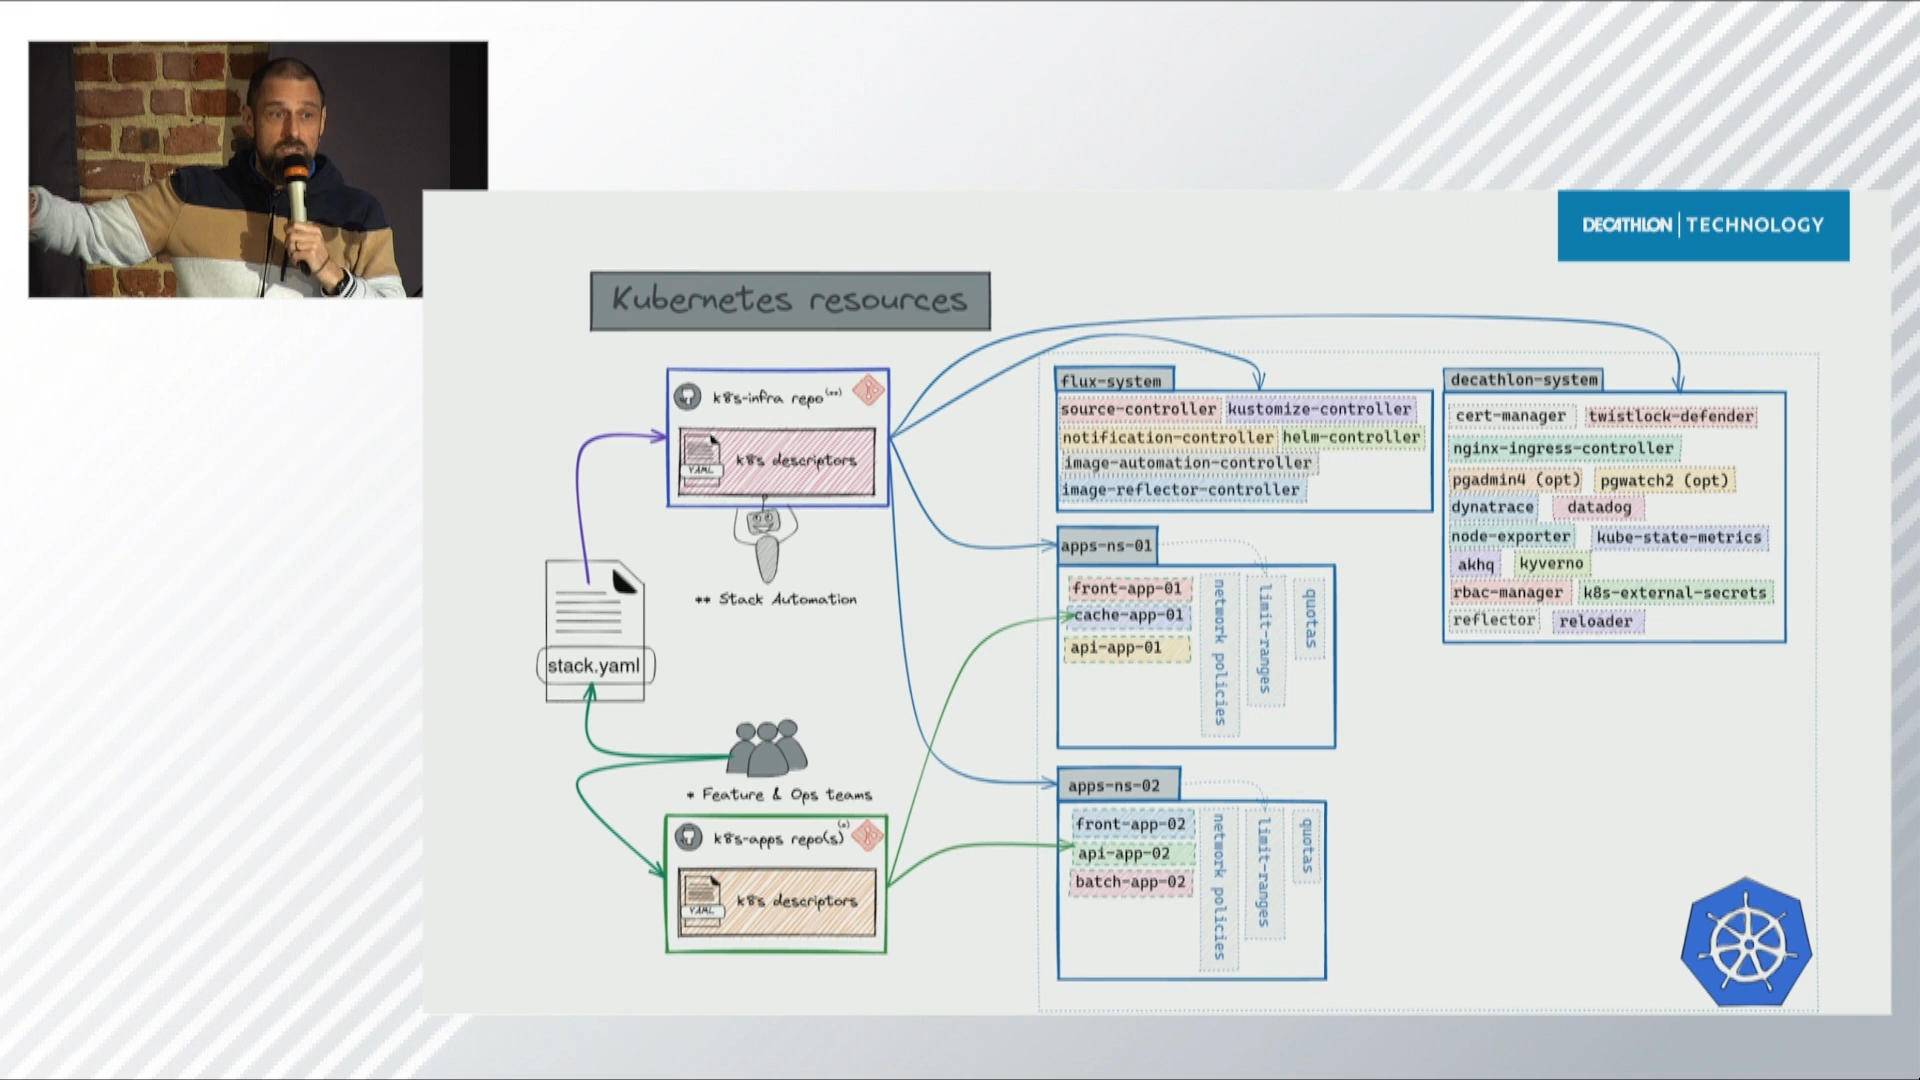 DECATHLON | TECHNOLOGY
Kubernetes resources
k8s-infra repo(**)
YAML
k8s descriptors
** Stack Automation
stack.yaml
* Feature & Ops teams
k8s-apps repo(s)(*)
YAML
k8s descriptors
flux-system
source-controller kustomize-controller
notification-controller helm-controller
image-automation-controller
image-reflector-controller
apps-ns-01
front-app-01
cache-app-01
api-app-01
network policies
limit-ranges
quotas
apps-ns-02
front-app-02
api-app-02
batch-app-02
network policies
limit-ranges
quotas
decathlon-system
cert-manager twistlock-defender
nginx-ingress-controller
pgadmin4 (opt) pgwatch2 (opt)
dynatrace datadog
node-exporter kube-state-metrics
akhq kyverno
rbac-manager k8s-external-secrets
reflector reloader